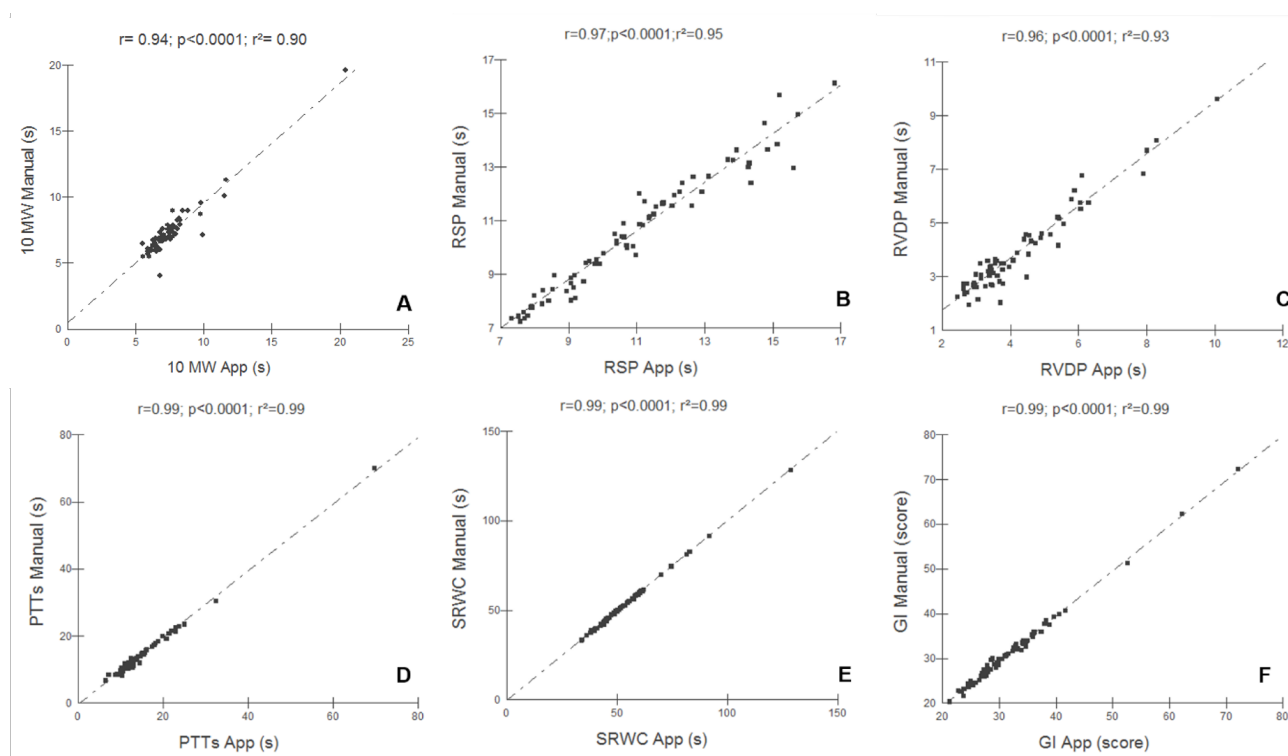 r= 0.94; p<0.0001; r²= 0.90
20
15
10
5
0
0 5 10 15 20 25
10 MW Manual (s)
10 MW App (s)
A
r=0.97;p<0.0001;r²=0.95
17
15
13
11
9
7
7 9 11 13 15 17
RSP Manual (s)
RSP App (s)
B
r=0.96; p<0.0001; r²=0.93
11
9
7
5
3
1
2 4 6 8 10 12
RVDP Manual (s)
RVDP App (s)
C
r=0.99; p<0.0001; r²=0.99
80
60
40
20
0
0 20 40 60 80
PTTs Manual (s)
PTTs App (s)
D
r=0.99; p<0.0001; r²=0.99
150
100
50
0
0 50 100 150
SRWC Manual (s)
SRWC App (s)
E
r=0.99; p<0.0001; r²=0.99
80
70
60
50
40
30
20
20 30 40 50 60 70 80
GI Manual (score)
GI App (score)
F